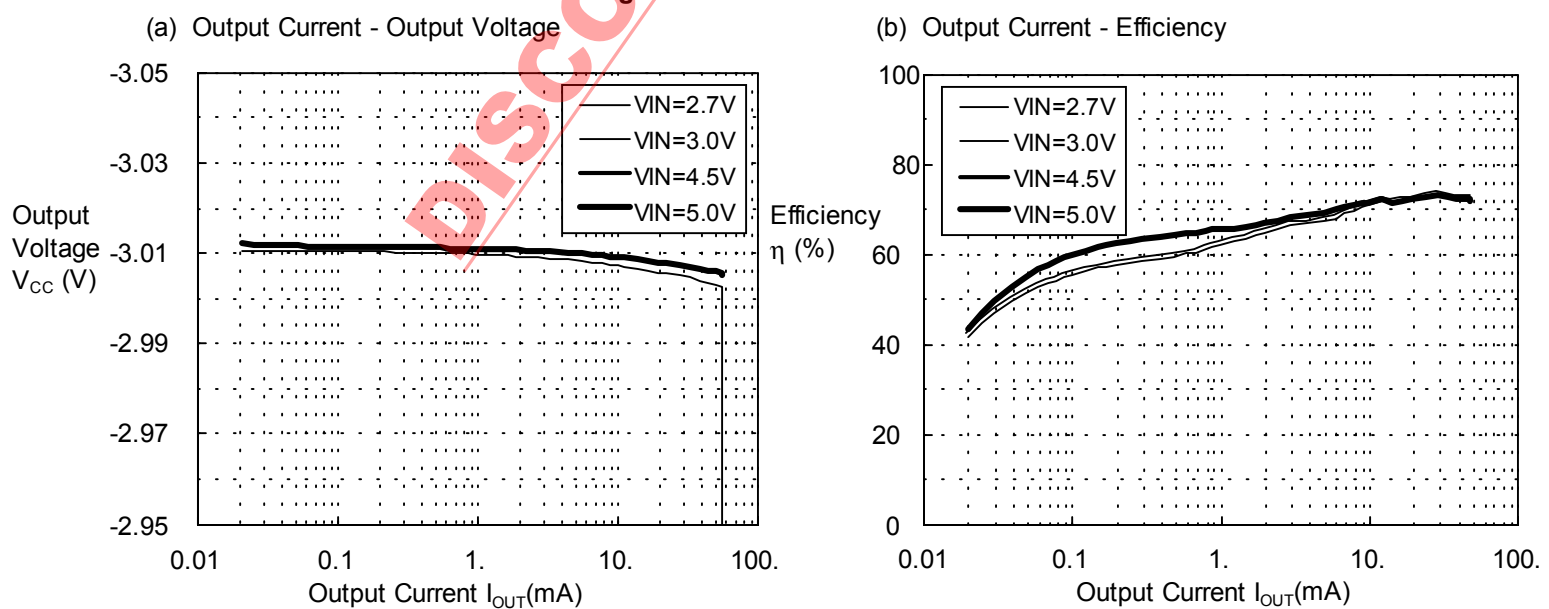 (a) Output Current - Output Voltage
-3.05
-3.03
-3.01
-2.99
-2.97
-2.95
Output
Voltage
VCC (V)
0.01 0.1 1. 10. 100.
Output Current IOUT(mA)
VIN=2.7V
VIN=3.0V
VIN=4.5V
VIN=5.0V
DISCO
(b) Output Current - Efficiency
100
80
60
40
20
0
Efficiency
η (%)
0.01 0.1 1. 10. 100.
Output Current IOUT(mA)
VIN=2.7V
VIN=3.0V
VIN=4.5V
VIN=5.0V